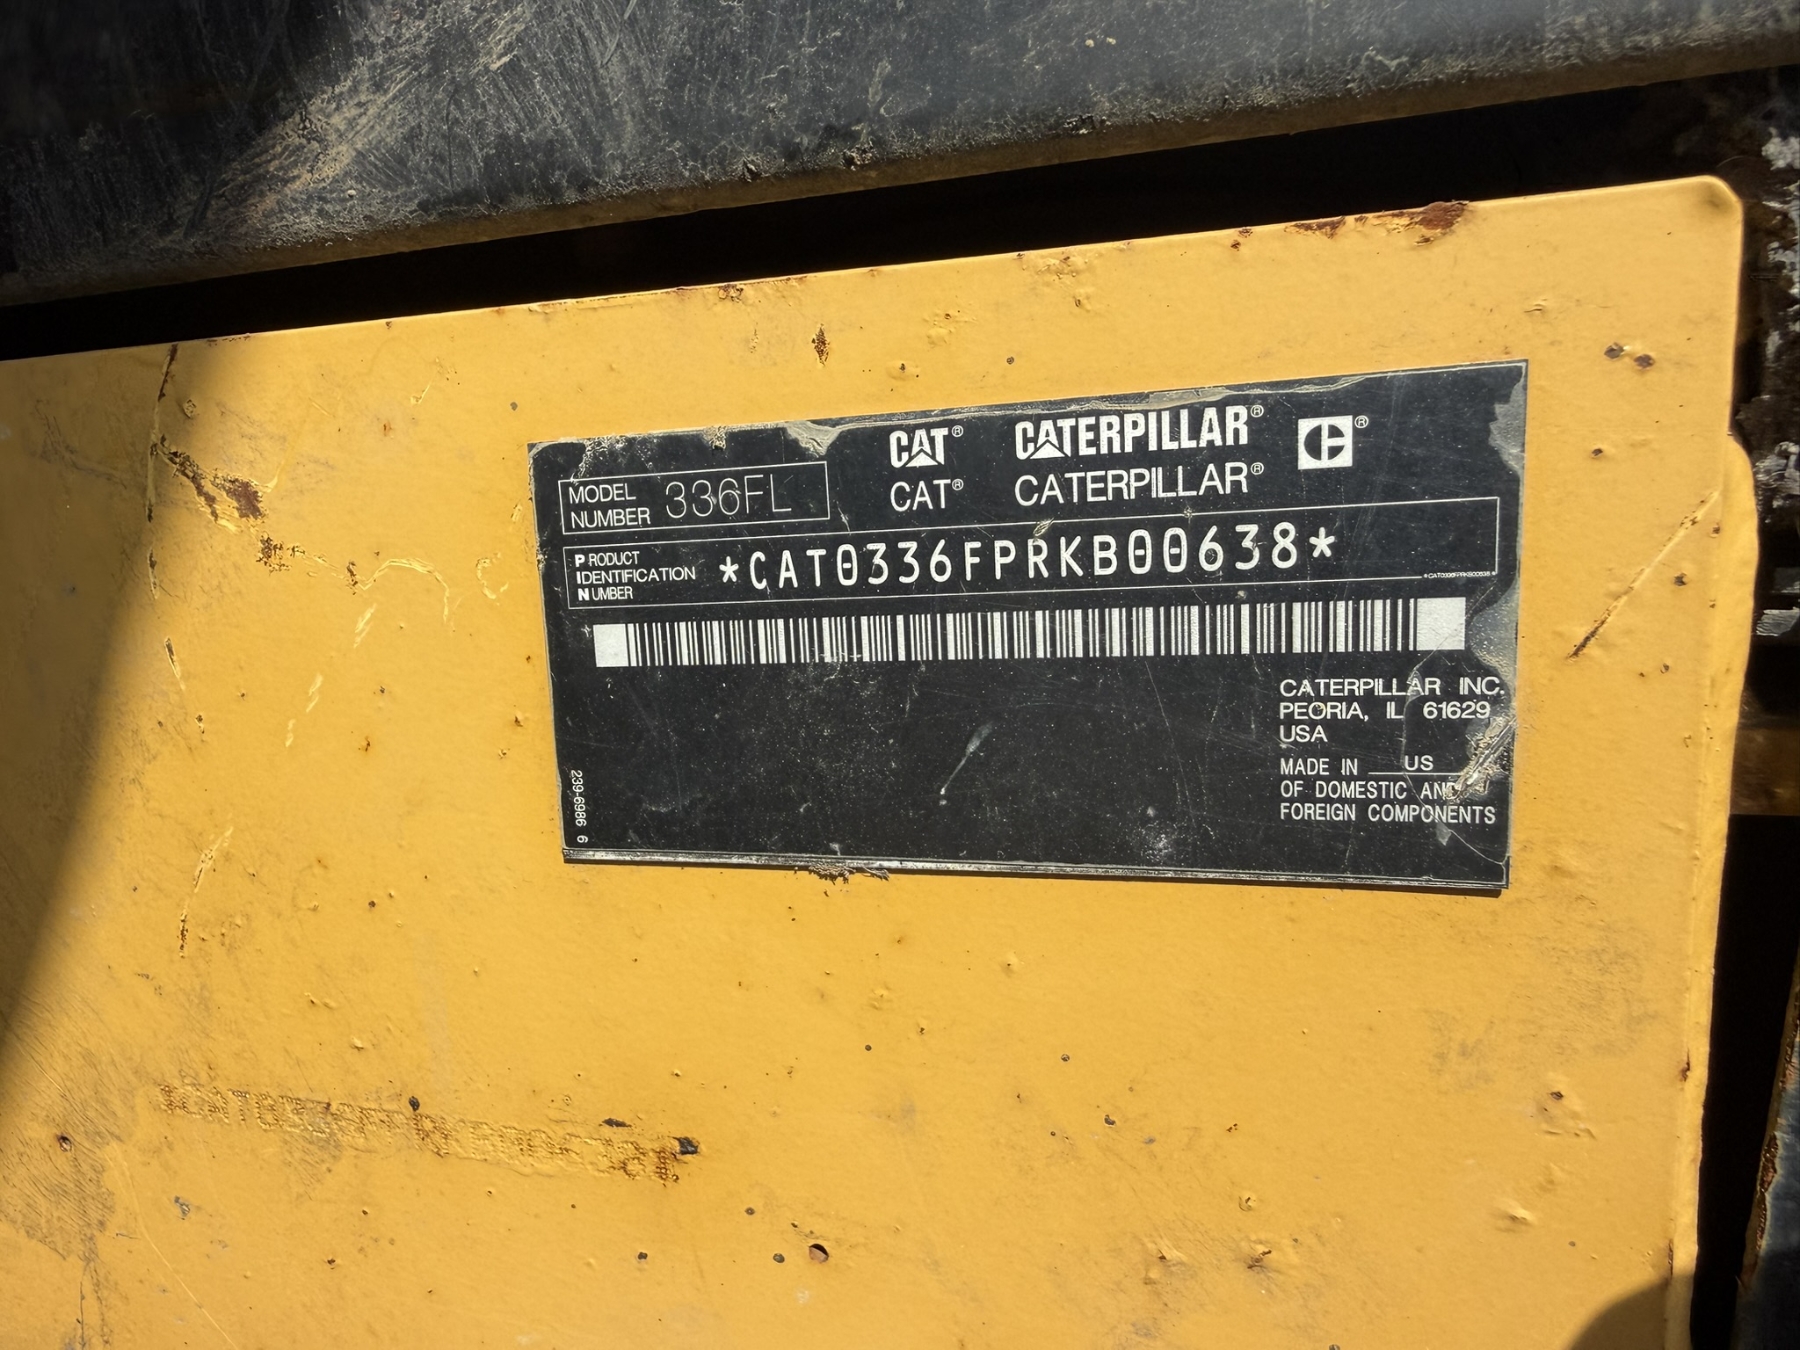 CAT® CATERPILLAR® C®
MODEL NUMBER 336FL
CAT® CATERPILLAR®
PRODUCT IDENTIFICATION NUMBER
*CAT0336FPRKB00638*
*CAT0336FPRKB00638*
CATERPILLAR INC.
PEORIA, IL 61629
USA
MADE IN US
OF DOMESTIC AND
FOREIGN COMPONENTS
239-6986 6